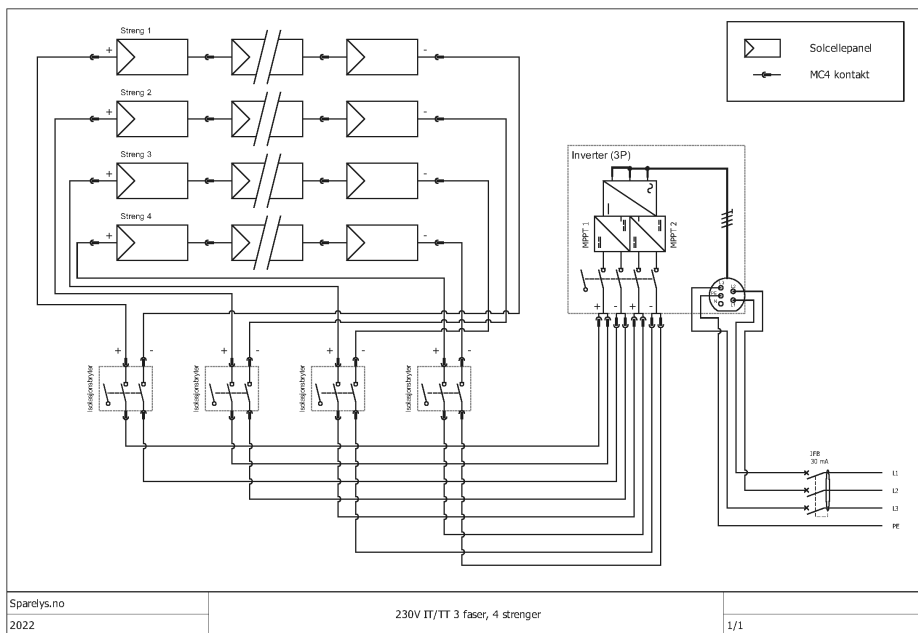 Streng 1
+
-
Streng 2
+
-
Streng 3
+
-
Streng 4
+
-
Solcellepanel
MC4 kontakt
Inverter (3P)
MPPT 1
MPPT 2
+ - + -
+ -
+ -
+ -
+ -
Isolasjonsbryter
Isolasjonsbryter
Isolasjonsbryter
Isolasjonsbryter
30 mA
L1
L2
L3
PE
Sparelys.no
2022
230V IT/TT 3 faser, 4 strenger
1/1